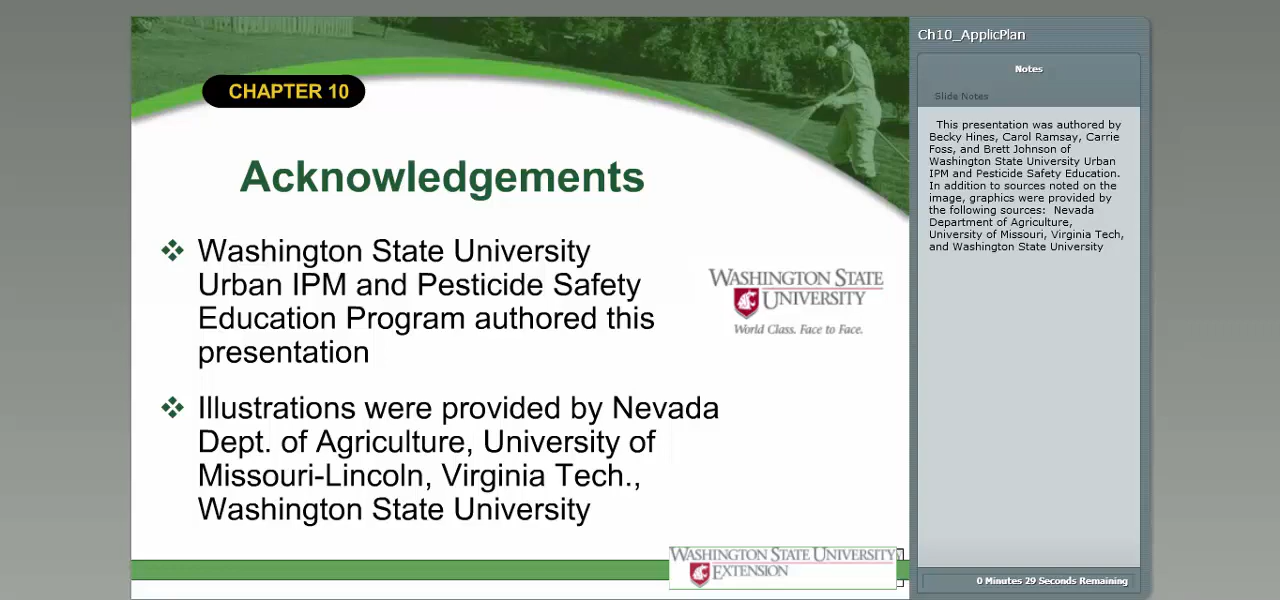 CHAPTER 10
Acknowledgements
Washington State University
Urban IPM and Pesticide Safety
Education Program authored this
presentation
Illustrations were provided by Nevada
Dept. of Agriculture, University of
Missouri-Lincoln, Virginia Tech.,
Washington State University
WASHINGTON STATE
UNIVERSITY
World Class. Face to Face.
WASHINGTON STATE UNIVERSITY
EXTENSION
Ch10_ApplicPlan
Notes
Slide Notes
This presentation was authored by
Becky Hines, Carol Ramsay, Carrie
Foss, and Brett Johnson of
Washington State University Urban
IPM and Pesticide Safety Education.
In addition to sources noted on the
image, graphics were provided by
the following sources: Nevada
Department of Agriculture,
University of Missouri, Virginia Tech,
and Washington State University
0 Minutes 29 Seconds Remaining